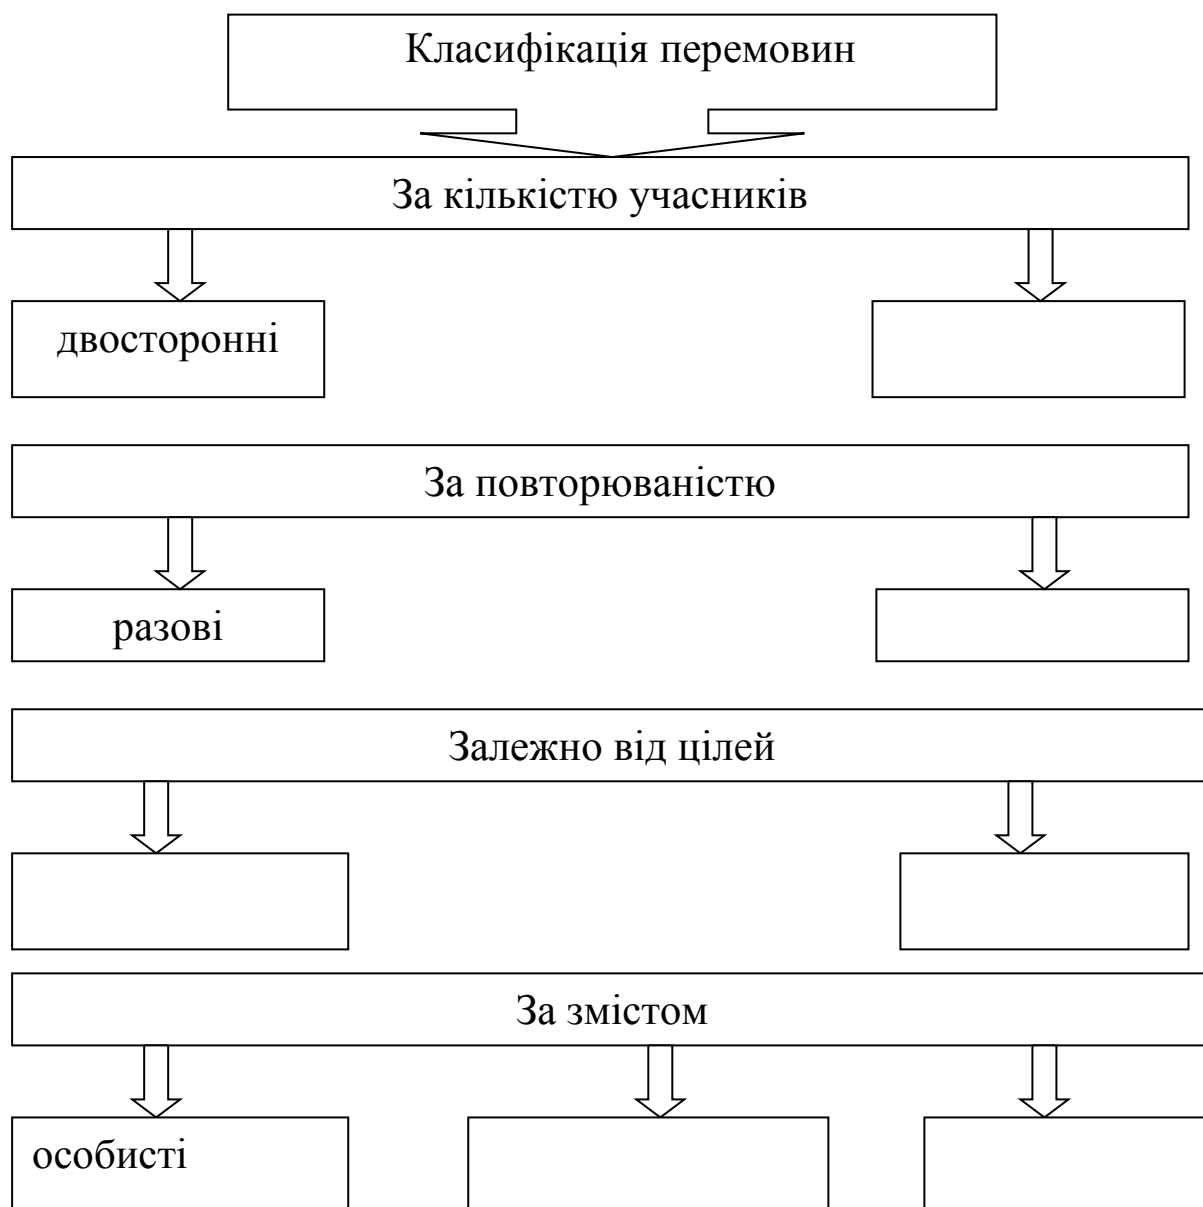 Класифікація перемовин
За кількістю учасників
двосторонні
За повторюваністю
разові
Залежно від цілей
За змістом
особисті